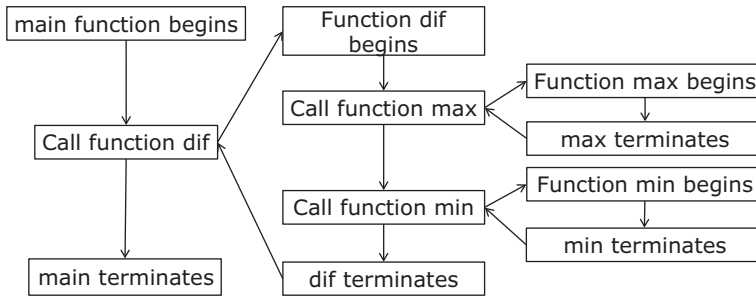 main function begins
Call function dif
main terminates
Function dif
begins
Call function max
Call function min
dif terminates
Function max begins
max terminates
Function min begins
min terminates